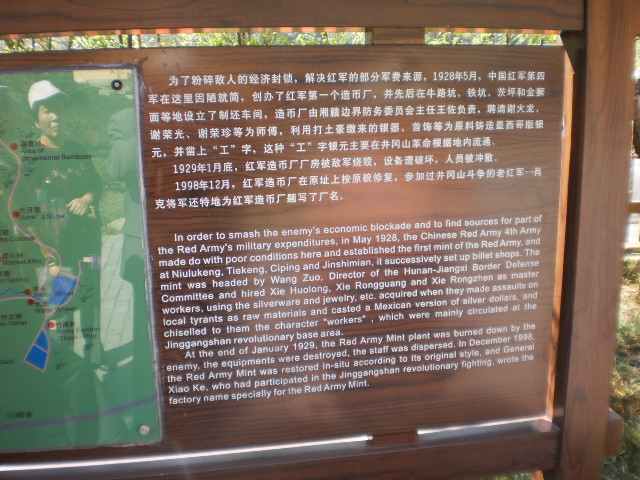 为了粉碎敌人的经济封锁，解决红军的部分军费来源，1928年5月，中国红军第四
军在这里因陋就简，创办了红军第一个造币厂，并先后在牛路坑、铁坑、茨坪和金狮
面等地设立了制坯车间。造币厂由湘赣边界防务委员会主任王佐负责，聘请谢火龙、
谢荣光、谢荣珍等为师傅，利用打土豪缴来的银器、首饰等为原料铸造墨西哥版银
元，并凿上“工”字，这种“工”字银元主要在井冈山革命根据地内流通。
1929年1月底，红军造币厂厂房被敌军烧毁，设备遭破坏，人员被冲散。
1998年12月，红军造币厂在原址上按原貌修复，参加过井冈山斗争的老红军—肖
克将军还特地为红军造币厂题写了厂名。
In order to smash the enemy's economic blockade and to find sources for part of
the Red Army's military expenditures, in May 1928, the Chinese Red Army 4th Army
made do with poor conditions here and established the first mint of the Red Army, and
at Niulukeng, Tiekeng, Ciping and Jinshimian, it successively set up billet shops. The
mint was headed by Wang Zuo, Director of the Hunan-Jiangxi Border Defense
Committee and hired Xie Huolong, Xie Rongguang and Xie Rongzhen as master
workers, using the silverware and jewelry, etc. acquired when they made assaults on
local tyrants as raw materials and casted a Mexican version of silver dollars, and
chiselled to them the character "workers" , which were mainly circulated at the
Jinggangshan revolutionary base area.
At the end of January 1929, the Red Army Mint plant was burned down by the
enemy, the equipments were destroyed, the staff was dispersed. In December 1998,
the Red Army Mint was restored in-situ according to its original style, and General
Xiao Ke, who had participated in the Jinggangshan revolutionary fighting, wrote the
factory name specially for the Red Army Mint.